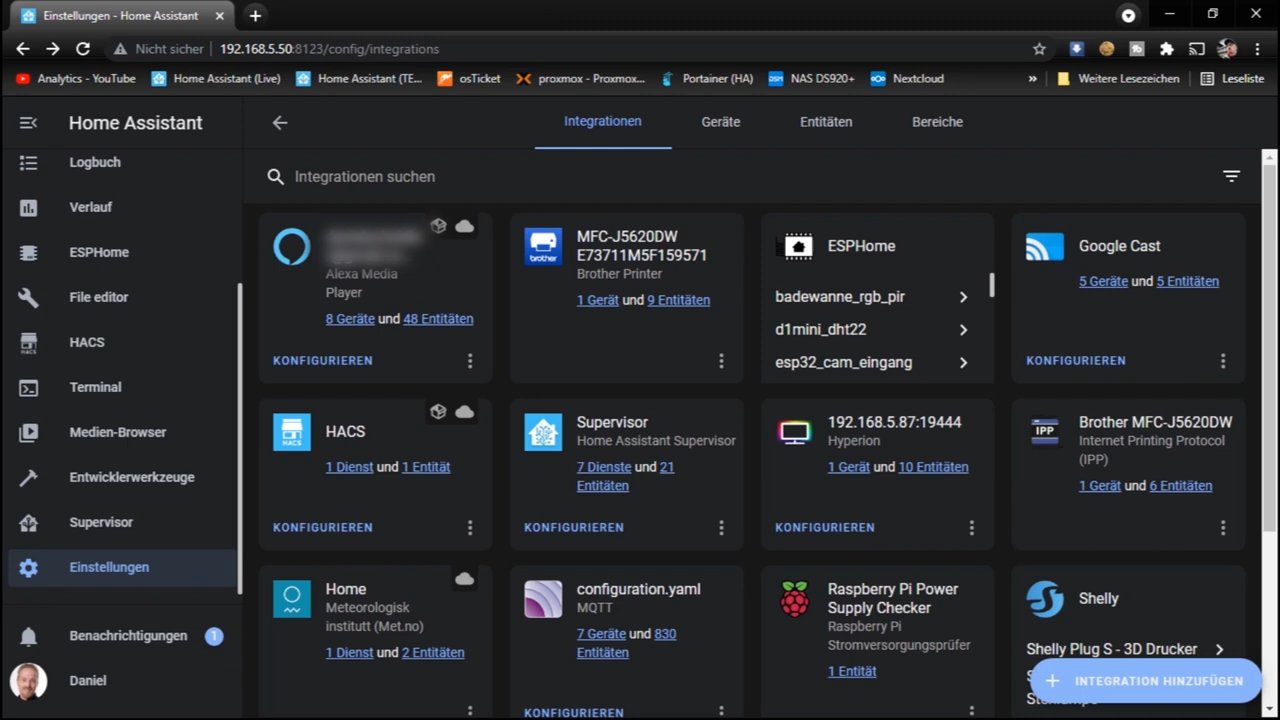 Einstellungen - Home Assistant
Nicht sicher
192.168.5.50:8123/config/integrations
Analytics - YouTube
Home Assistant (Live)
Home Assistant (TE...
osTicket
proxmox - Proxmox...
Portainer (HA)
DSM
NAS DS920+
Nextcloud
»
Weitere Lesezeichen
Leseliste
Home Assistant
Integrationen
Geräte
Entitäten
Bereiche
Logbuch
Verlauf
ESPHome
File editor
HACS
HACS
Terminal
Medien-Browser
Entwicklerwerkzeuge
Supervisor
Einstellungen
Benachrichtigungen
1
Daniel
Integrationen suchen
Alexa Media
Player
8 Geräte und 48 Entitäten
KONFIGURIEREN
brother
MFC-J5620DW
E73711M5F159571
Brother Printer
1 Gerät und 9 Entitäten
ESPHome
badewanne_rgb_pir
d1mini_dht22
esp32_cam_eingang
Google Cast
5 Geräte und 5 Entitäten
KONFIGURIEREN
HACS
HACS
1 Dienst und 1 Entität
KONFIGURIEREN
Supervisor
Home Assistant Supervisor
7 Dienste und 21
Entitäten
KONFIGURIEREN
192.168.5.87:19444
Hyperion
1 Gerät und 10 Entitäten
KONFIGURIEREN
IPP
Brother MFC-J5620DW
Internet Printing Protocol
(IPP)
1 Gerät und 6 Entitäten
Home
Meteorologisk
institutt (Met.no)
1 Dienst und 2 Entitäten
configuration.yaml
MQTT
7 Geräte und 830
Entitäten
KONFIGURIEREN
Raspberry Pi Power
Supply Checker
Raspberry Pi
Stromversorgungsprüfer
1 Entität
Shelly
Shelly Plug S - 3D Drucker
INTEGRATION HINZUFÜGEN